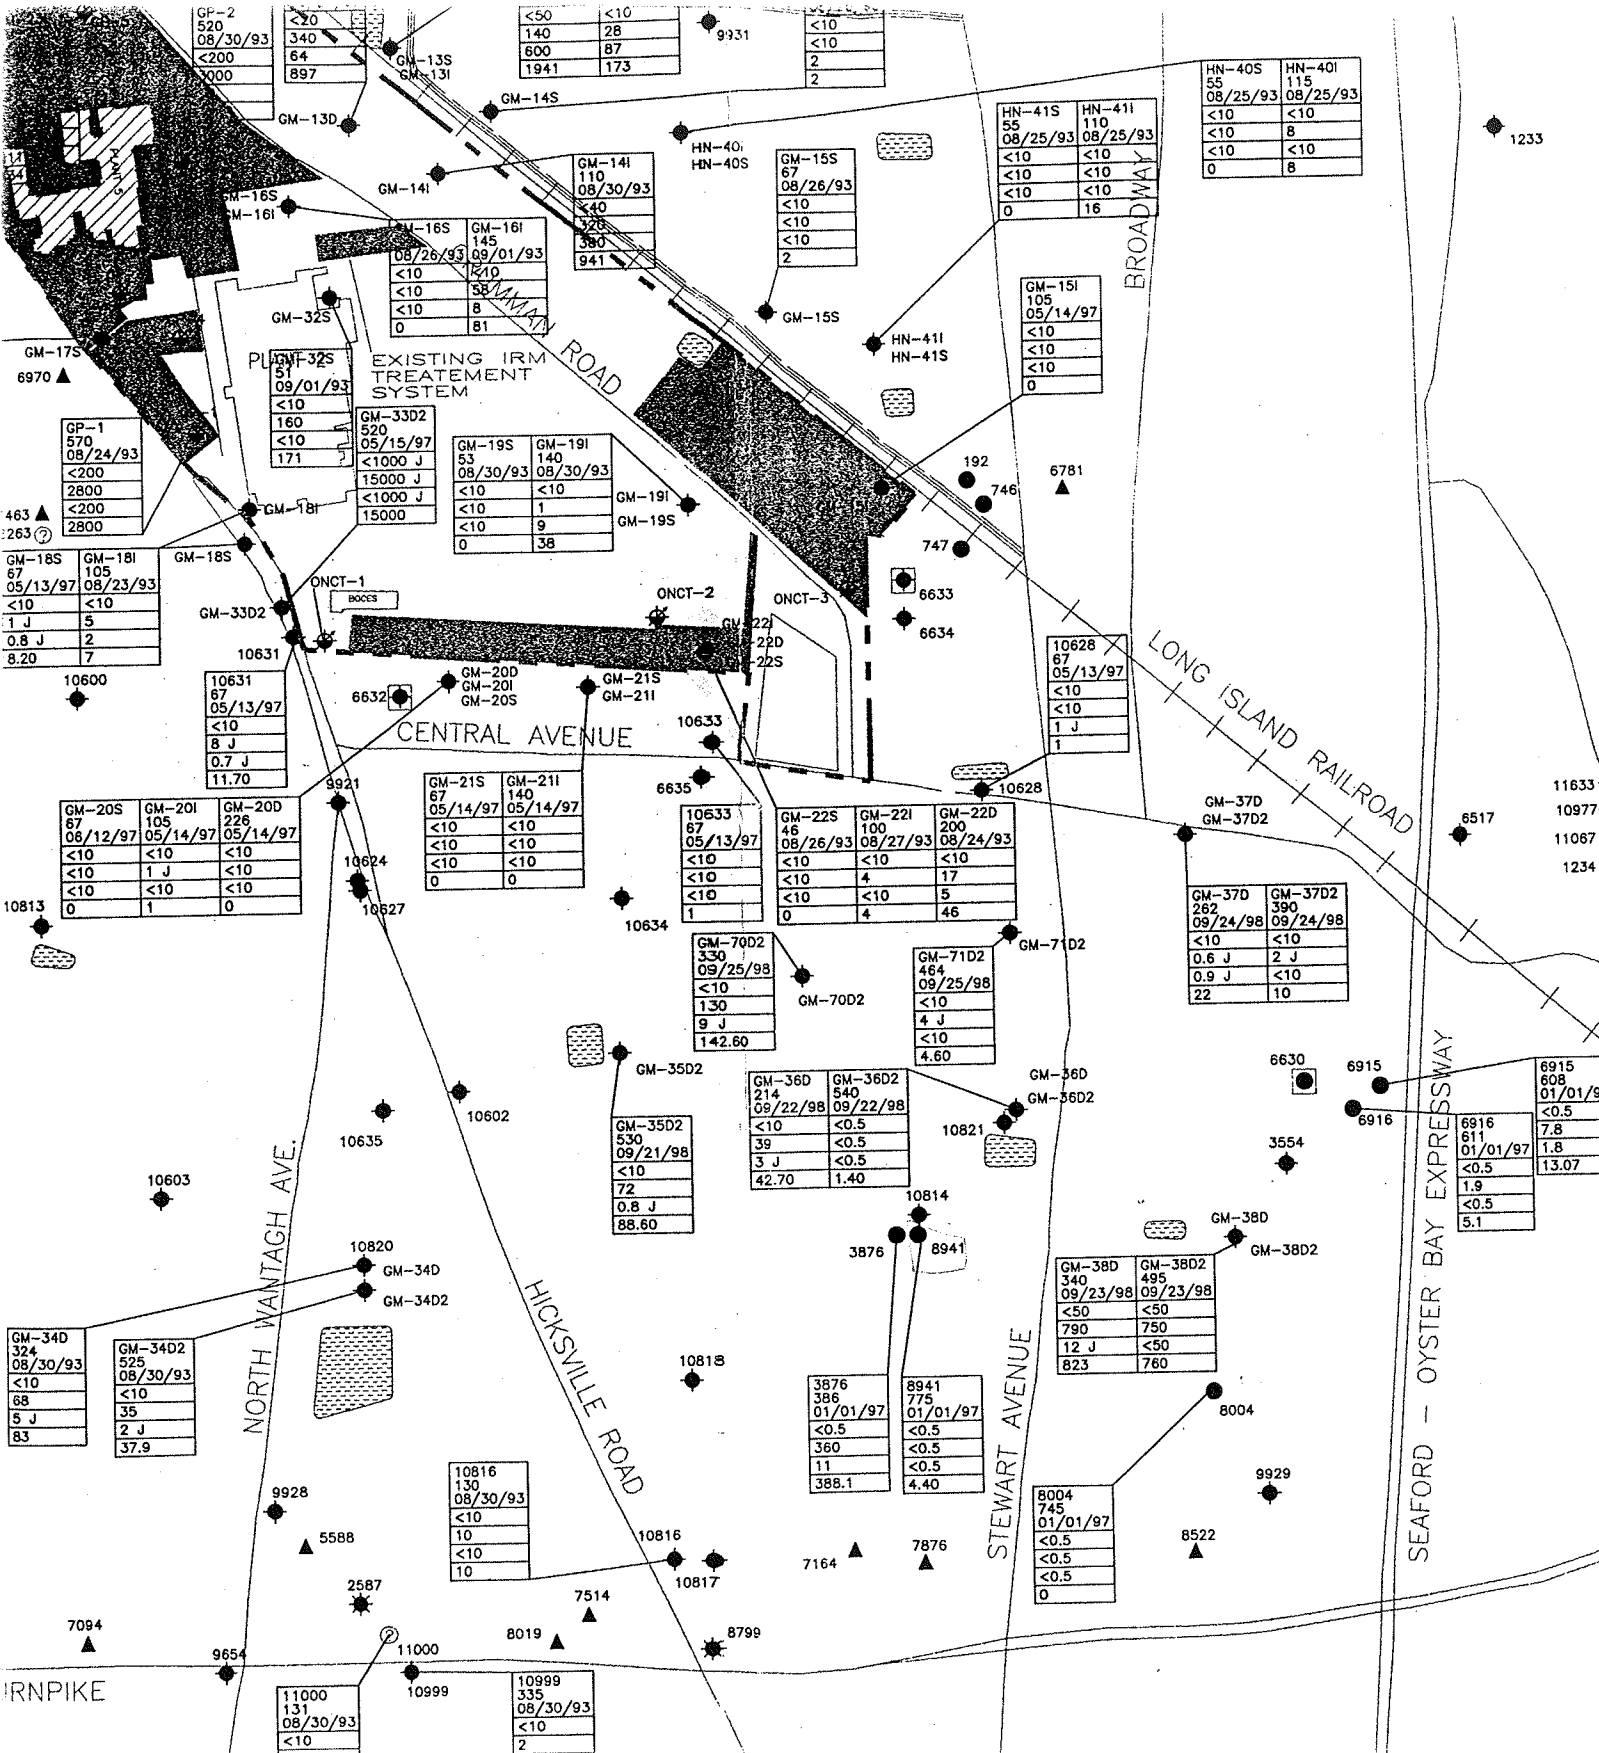 GP-2
520
08/30/93
<200
3000
<20
340
64
897
GM-13S
GM-13I
GM-13D
<50 <10
140 28
600 87
1941 173
9931
<10
<10
2
2
GM-14S
HN-40I
HN-40S
HN-40S HN-40I
55 115
08/25/93 08/25/93
<10 <10
<10 8
<10 <10
0 8
HN-41S HN-41I
55 110
08/25/93 08/25/93
<10 <10
<10 <10
<10 <10
0 16
1233
BROADWAY
GM-14I
GM-14I
110
08/30/93
<40
320
380
941
GM-15S
67
08/26/93
<10
<10
<10
2
GM-16S
GM-16I
GM-16I
145
08/26/93 09/01/93
<10 <10
<10 58
<10 8
0 81
GM-32S
GM-15S
HN-41I
HN-41S
GM-15I
105
05/14/97
<10
<10
<10
0
GM-17S
6970
ROAD
EXISTING IRM
TREATEMENT
SYSTEM
GM-32S
51
09/01/93
<10
160
<10
171
GP-1
570
08/24/93
<200
2800
<200
2800
GM-33D2
520
05/15/97
<1000 J
15000 J
<1000 J
15000
GM-19S GM-19I
53 140
08/30/93 08/30/93
<10 <10
<10 1
<10 9
0 38
GM-19I
GM-19S
192
746
747
6781
463
263 ?
GM-18I
GM-18S
GM-18S GM-18I
67 105
05/13/97 08/23/93
<10 <10
1 J 5
0.8 J 2
8.20 7
GM-33D2
ONCT-1
BOCES
ONCT-2
ONCT-3
6633
6634
10631
10600
GM-22I
22D
22S
10631
67
05/13/97
<10
8 J
0.7 J
11.70
6632
GM-20D
GM-20I
GM-20S
GM-21S
GM-21I
CENTRAL AVENUE
10633
6635
10628
67
05/13/97
<10
<10
1 J
1
LONG ISLAND RAILROAD
10628
9921
GM-20S GM-20I GM-20D
67 105 226
06/12/97 05/14/97 05/14/97
<10 <10 <10
<10 1 J <10
<10 <10 <10
0 1 0
GM-21S GM-21I
67 140
05/14/97 05/14/97
<10 <10
<10 <10
<10 <10
0 0
10633
67
05/13/97
<10
<10
<10
1
GM-22S GM-22I GM-22D
46 100 200
08/26/93 08/27/93 08/24/93
<10 <10 <10
<10 4 17
<10 <10 5
0 4 46
GM-37D
GM-37D2
6517
11633
10977
11067
1234
10624
10627
10813
10634
GM-37D GM-37D2
262 390
09/24/98 09/24/98
<10 <10
0.6 J 2 J
0.9 J <10
22 10
GM-70D2
330
09/25/98
<10
130
9 J
142.60
GM-70D2
GM-71D2
GM-71D2
464
09/25/98
<10
4 J
<10
4.60
GM-35D2
10602
10635
GM-36D GM-36D2
214 540
09/22/98 09/22/98
<10 <0.5
39 <0.5
3 J <0.5
42.70 1.40
GM-36D
GM-36D2
10821
6630
6915
6916
6915
608
01/01/9
<0.5
7.8
1.8
13.07
6916
611
01/01/97
<0.5
1.9
<0.5
5.1
3554
GM-35D2
530
09/21/98
<10
72
0.8 J
88.60
10603
NORTH WANTAGH AVE.
10814
3876
8941
GM-38D
GM-38D2
10820
GM-34D
GM-34D2
GM-38D GM-38D2
340 495
09/23/98 09/23/98
<50 <50
790 750
12 J <50
823 760
HICKSVILLE ROAD
SEAFORD - OYSTER BAY EXPRESSWAY
GM-34D
324
08/30/93
<10
68
5 J
83
GM-34D2
525
08/30/93
<10
35
2 J
37.9
10818
3876
386
01/01/97
<0.5
360
11
388.1
8941
775
01/01/97
<0.5
<0.5
<0.5
4.40
STEWART AVENUE
8004
9929
8004
745
01/01/97
<0.5
<0.5
<0.5
0
9928
5588
10816
130
08/30/93
<10
10
<10
10
10816
10817
7164
7876
8522
2587
7514
8019
7094
8799
9654
?
11000
10999
RNPIKE
11000
131
08/30/93
<10
10999
335
08/30/93
<10
2